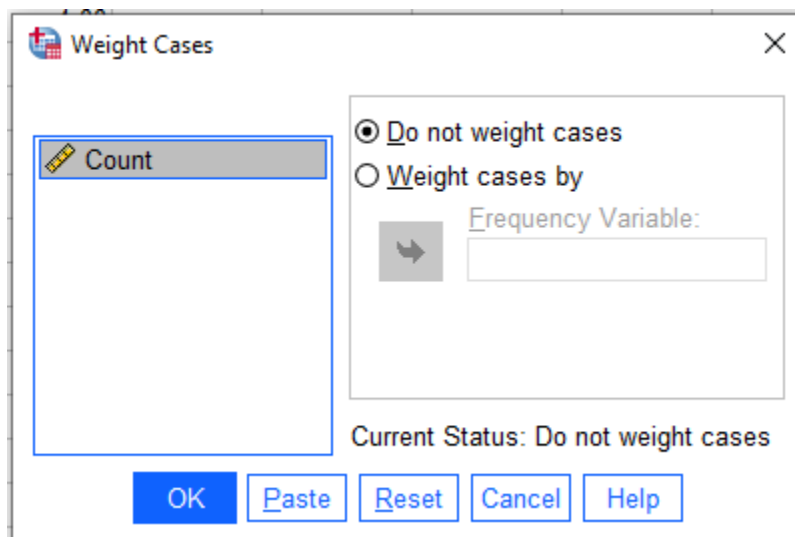 Weight Cases
Count
Do not weight cases
Weight cases by
Frequency Variable:
Current Status: Do not weight cases
OK Paste Reset Cancel Help